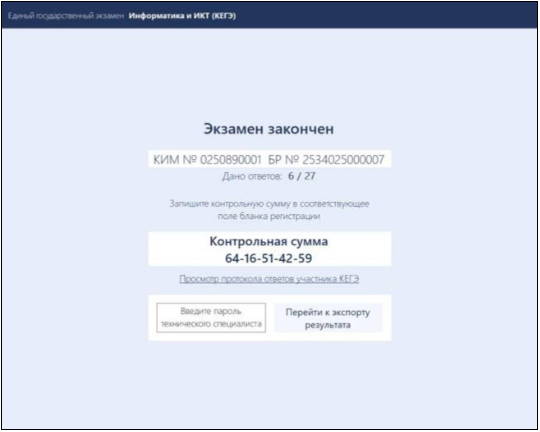 Единый государственный экзамен Информатика и ИКТ (КЕГЭ)
Экзамен закончен
КИМ № 0250890001 БР № 2534025000007
Дано ответов: 6 / 27
Запишите контрольную сумму в соответствующее
поле бланка регистрации
Контрольная сумма
64-16-51-42-59
Просмотр протокола ответов участника КЕГЭ
Введите пароль
технического специалиста
Перейти к экспорту
результата